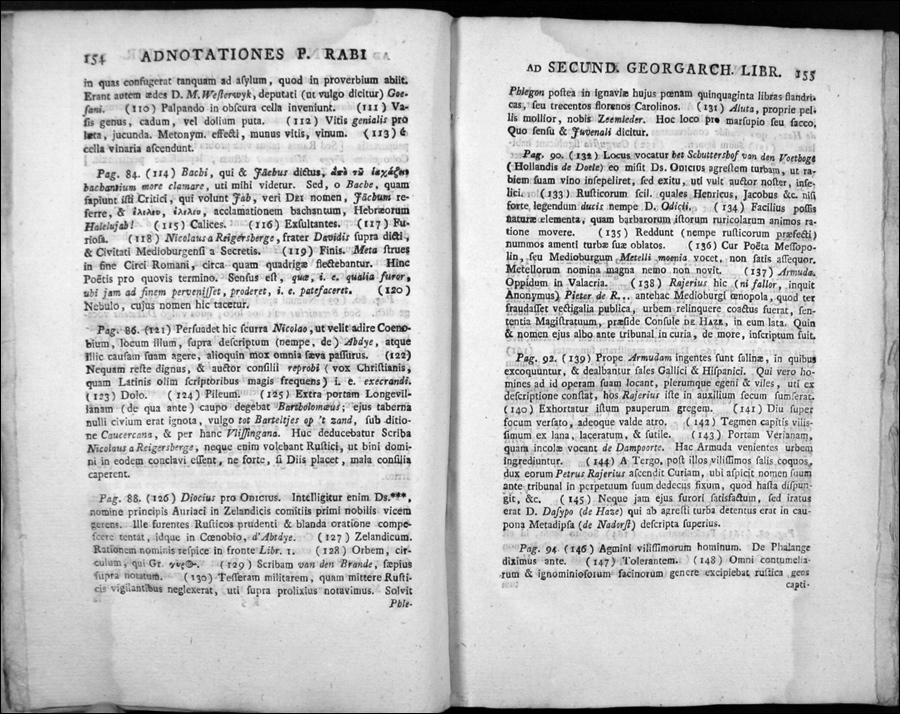 154 ADNOTATIONES P. RABI
in quas confugerat tanquam ad aſylum, quod in proverbium abiit.
Erant autem ædes D. M. Weſterwyk, deputati (ut vulgo dicitur) Goe-
ſani. (110) Palpando in obſcura cella inveniunt. (111) Va-
ſis genus, cadum, vel dolium puta. (112) Vitis genialis pro
læta, jucunda. Metonym. effecti, munus vitis, vinum. (113) è
cella vinaria aſcendunt.
Pag. 84. (114) Bachi, qui & Jacbus dictus,
bachantium more clamare, uti mihi videtur. Sed, o Bache, quam
ſapiunt iſti Critici, qui volunt Jab, veri DEI nomen, Jacbum re-
ferre, & ἐλελεῦ, ἐλελεῦ, acclamationem bachantum, Hebræorum
Halelujab! (115) Calices. (116) Exſultantes. (117) Fu-
rioſa. (118) Nicolaus a Reigersberge, frater Davidis ſupra dicti,
& Civitati Medioburgenſi a Secretis. (119) Finis. Meta ſtrues
in fine Circi Romani, circa quam quadrigæ flectebantur. Hinc
Poëtis pro quovis termino. Senſus eſt, quæ, i. e. qualia furor,
ubi jam ad finem perveniſſet, proderet, i. e. patefaceret. (120)
Nebulo, cujus nomen hic tacetur.
Pag. 86. (121) Perſuadet hic ſcurra Nicolao, ut velit adire Coeno-
bium, locum illum, ſupra deſcriptum (nempe, de) Abdye, atque
illic cauſam ſuam agere, alioquin mox omnia ſæva paſſurus. (122)
Nequam reſte dignus, & auctor conſilii reprobi (vox Chriſtianis,
quam Latinis olim ſcriptoribus magis frequens) i. e. execrandi.
(123) Dolo. (124) Pileum. (125) Extra portam Longevil-
lanam (de qua ante) caupo degebat Bartholomæus; ejus taberna
nulli civium erat ignota, vulgo tot Barteltjes op 't zand, ſub ditio-
ne Caucercana, & per hanc Vliſſingana. Huc deducebatur Scriba
Nicolaus a Reigersberge, neque enim volebant Ruſtici, ut bini domi-
ni in eodem conclavi eſſent, ne forte, ſi Diis placet, mala conſilia
caperent.
Pag. 88. (126) Diocius pro ODICIUS. Intelligitur enim Ds.***,
nomine principis Auriaci in Zelandicis comitiis primi nobilis vicem
gerens. Ille furentes Ruſticos prudenti & blanda oratione compe-
ſcere tentat, idque in Cœnobio, d'Abtdye. (127) Zelandicum.
Rationem nominis reſpice in fronte Libr. I. (128) Orbem, cir-
culum, qui Gr. (129) Scribam van den Brande, ſæpius
ſupra notatum. (130) Teſſeram militarem, quam mittere Ruſti-
cis vigilantibus neglexerat, uti ſupra prolixius notavimus. Solvit
Phle-
AD SECUND. GEORGARCH. LIBR. 155
Phlegon poſtea in ignaviæ hujus pœnam quinquaginta libras flandri-
cas, ſeu trecentos florenos Carolinos. (131) Aluta, proprie pel-
lis mollior, nobis Zeemleder. Hoc loco pro marſupio ſeu ſacco,
Quo ſenſu & Juvenali dicitur.
Pag. 90. (132) Locus vocatur het Schuttershof van den Voetboge
(Hollandis de Doele) eo miſit Ds. ODICIUS agreſtem turbam, ut ra-
biem ſuam vino inſepeliret, ſed exitu, uti vult auctor noſter, infe-
lici. (133) Ruſticorum ſcil. quales Henricus, Jacobus &c. niſi
forte legendum ducis nempe D. Odicii. (134) Facilius poſſis
naturæ elementa, quam barbarorum iſtorum ruricolarum animos ra-
tione movere. (135) Reddunt (nempe ruſticorum præfecti)
nummos amenti turbæ ſuæ oblatos. (136) Cur Poëta Meſſopo-
lin, ſeu Medioburgum Metelli moenia vocet, non ſatis aſſequor.
Metellorum nomina magna nemo non novit. (137) Armuda.
Oppidum in Valacria. (138) Rajerius hic (ni fallor, inquit
Anonymus) Pieter de R... antehac Medioburgi œnopola, quod ter
fraudaſſet vectigalia publica, urbem relinquere coactus fuerat, ſen-
tentia Magiſtratuum, præſide Conſule DE HAZE, in eum lata. Quin
& nomen ejus albo ante tribunal in curia, de more, inſcriptum fuit.
Pag. 92. (139) Prope Armudam ingentes ſunt ſalinæ, in quibus
excoquuntur, & dealbantur ſales Gallici & Hiſpanici. Qui vero ho-
mines ad id operam ſuam locant, plerumque egeni & viles, uti ex
deſcriptione conſtat, hos Rajerius iſte in auxilium ſecum ſumſerat.
(140) Exhortatur iſtum pauperum gregem. (141) Diu ſuper
focum verſato, adeoque valde atro. (142) Tegmen capitis vilis-
ſimum ex lana, laceratum, & ſutile. (143) Portam Verianam,
quam incolæ vocant de Dampoorte. Hac Armuda venientes urbem
ingrediuntur. (144) A Tergo, poſt illos viliſſimos ſalis coquos,
dux eorum Petrus Rajerius aſcendit Curiam, ubi aſpicit nomen ſuum
ante tribunal in perpetuum ſuum dedecus fixum, quod haſta diſpun-
git, &c. (145) Neque jam ejus furori ſatisfactum, ſed iratus
erat D. Daſypo (de Haze) qui ab agreſti turba detentus erat in cau-
pona Metadipſa (de Nadorſt) deſcripta ſuperius.
Pag. 94. (146) Agmini viliſſimorum hominum. De Phalange
diximus ante. (147) Tolerantem. (148) Omni contumelia-
rum & ignominioſorum facinorum genere excipiebat ruſtica gens
capti-